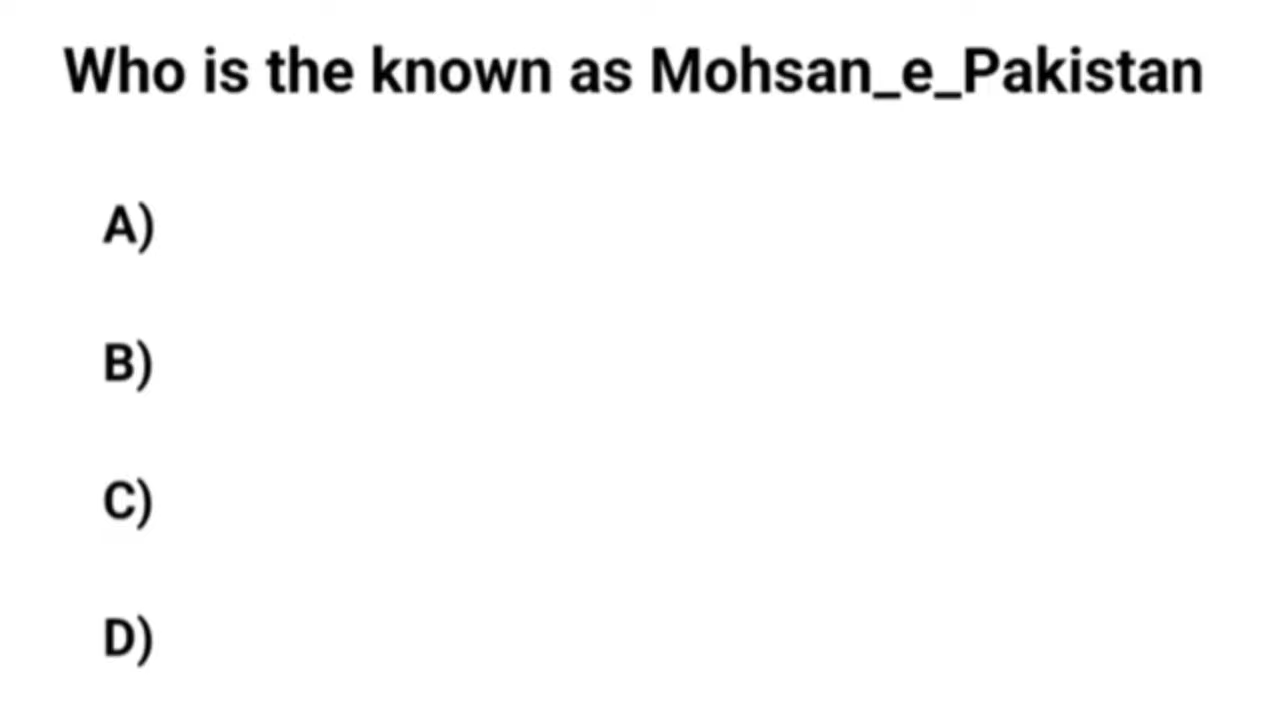 Who is the known as Mohsan_e_Pakistan
A)
B)
C)
D)